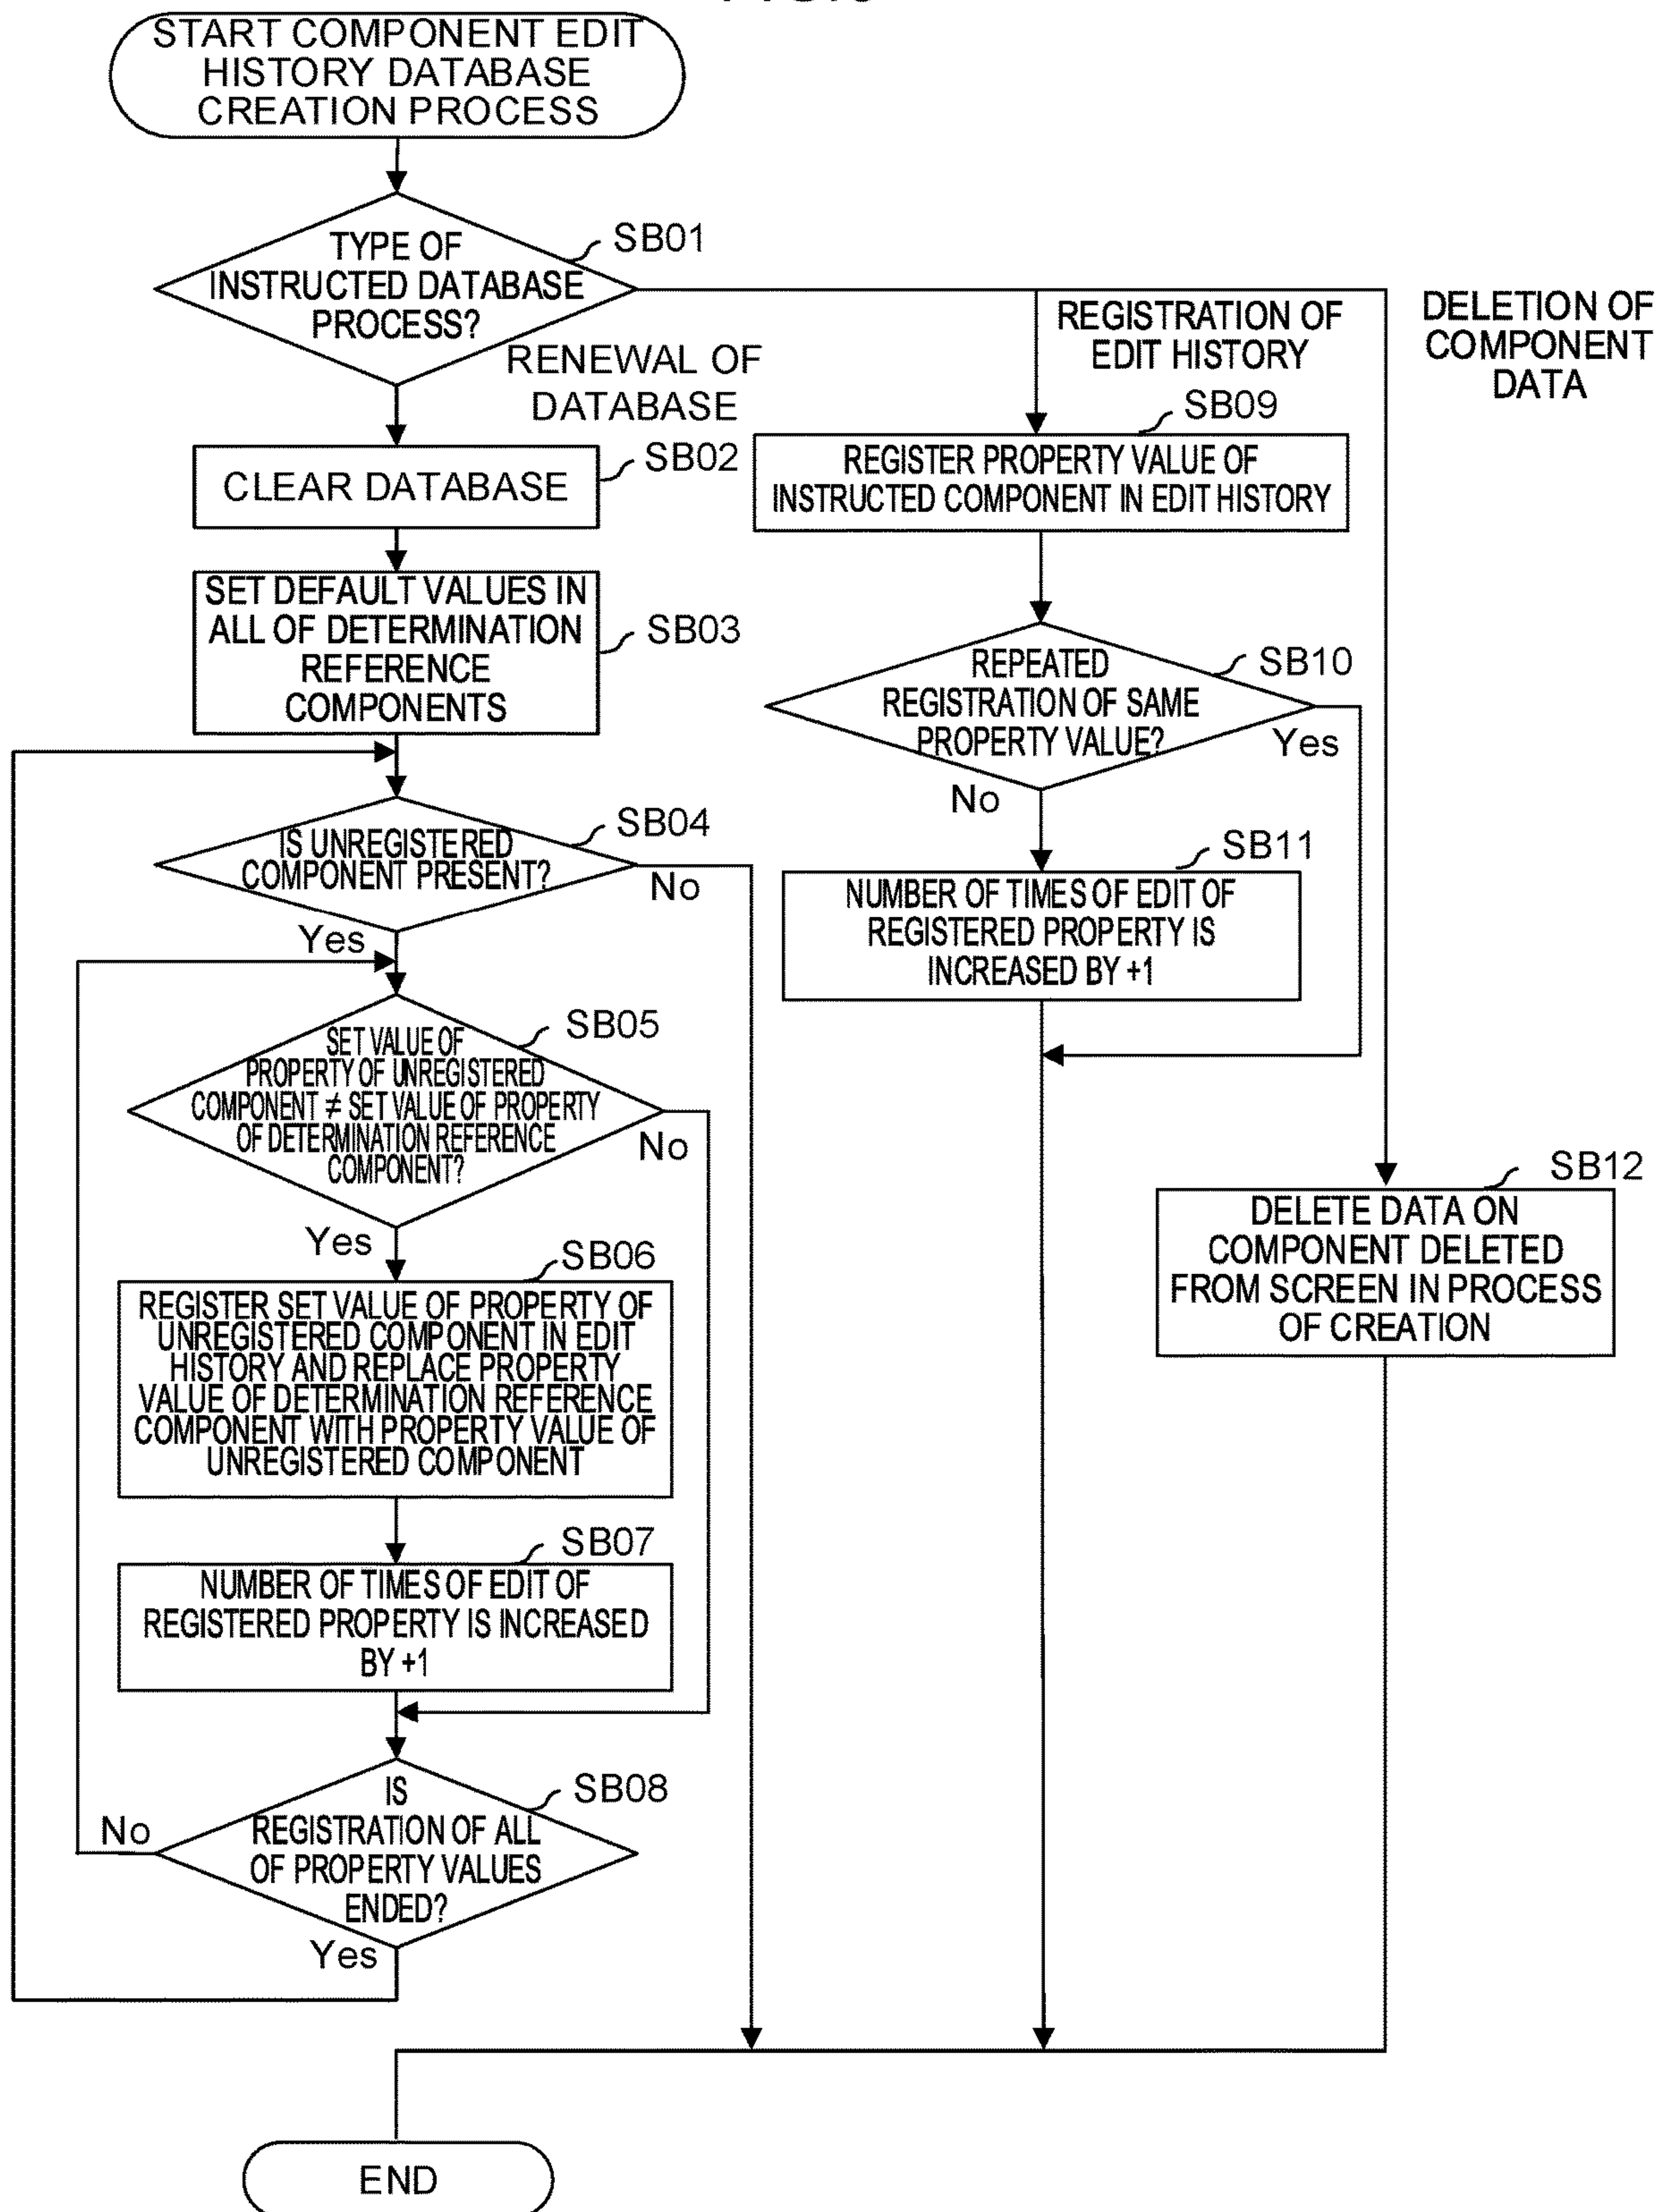 START COMPONENT EDIT
HISTORY DATABASE
CREATION PROCESS
SB01
TYPE OF
INSTRUCTED DATABASE
PROCESS?
RENEWAL OF
DATABASE
REGISTRATION OF
EDIT HISTORY
DELETION OF
COMPONENT
DATA
SB02
CLEAR DATABASE
SB03
SET DEFAULT VALUES IN
ALL OF DETERMINATION
REFERENCE
COMPONENTS
SB04
IS UNREGISTERED
COMPONENT PRESENT?
No
Yes
SB05
SET VALUE OF
PROPERTY OF UNREGISTERED
COMPONENT ≠ SET VALUE OF PROPERTY
OF DETERMINATION REFERENCE
COMPONENT?
No
Yes
SB06
REGISTER SET VALUE OF PROPERTY OF
UNREGISTERED COMPONENT IN EDIT
HISTORY AND REPLACE PROPERTY
VALUE OF DETERMINATION REFERENCE
COMPONENT WITH PROPERTY VALUE OF
UNREGISTERED COMPONENT
SB07
NUMBER OF TIMES OF EDIT OF
REGISTERED PROPERTY IS INCREASED
BY +1
SB08
IS
REGISTRATION OF ALL
OF PROPERTY VALUES
ENDED?
No
Yes
SB09
REGISTER PROPERTY VALUE OF
INSTRUCTED COMPONENT IN EDIT HISTORY
SB10
REPEATED
REGISTRATION OF SAME
PROPERTY VALUE?
Yes
No
SB11
NUMBER OF TIMES OF EDIT OF
REGISTERED PROPERTY IS
INCREASED BY +1
SB12
DELETE DATA ON
COMPONENT DELETED
FROM SCREEN IN PROCESS
OF CREATION
END